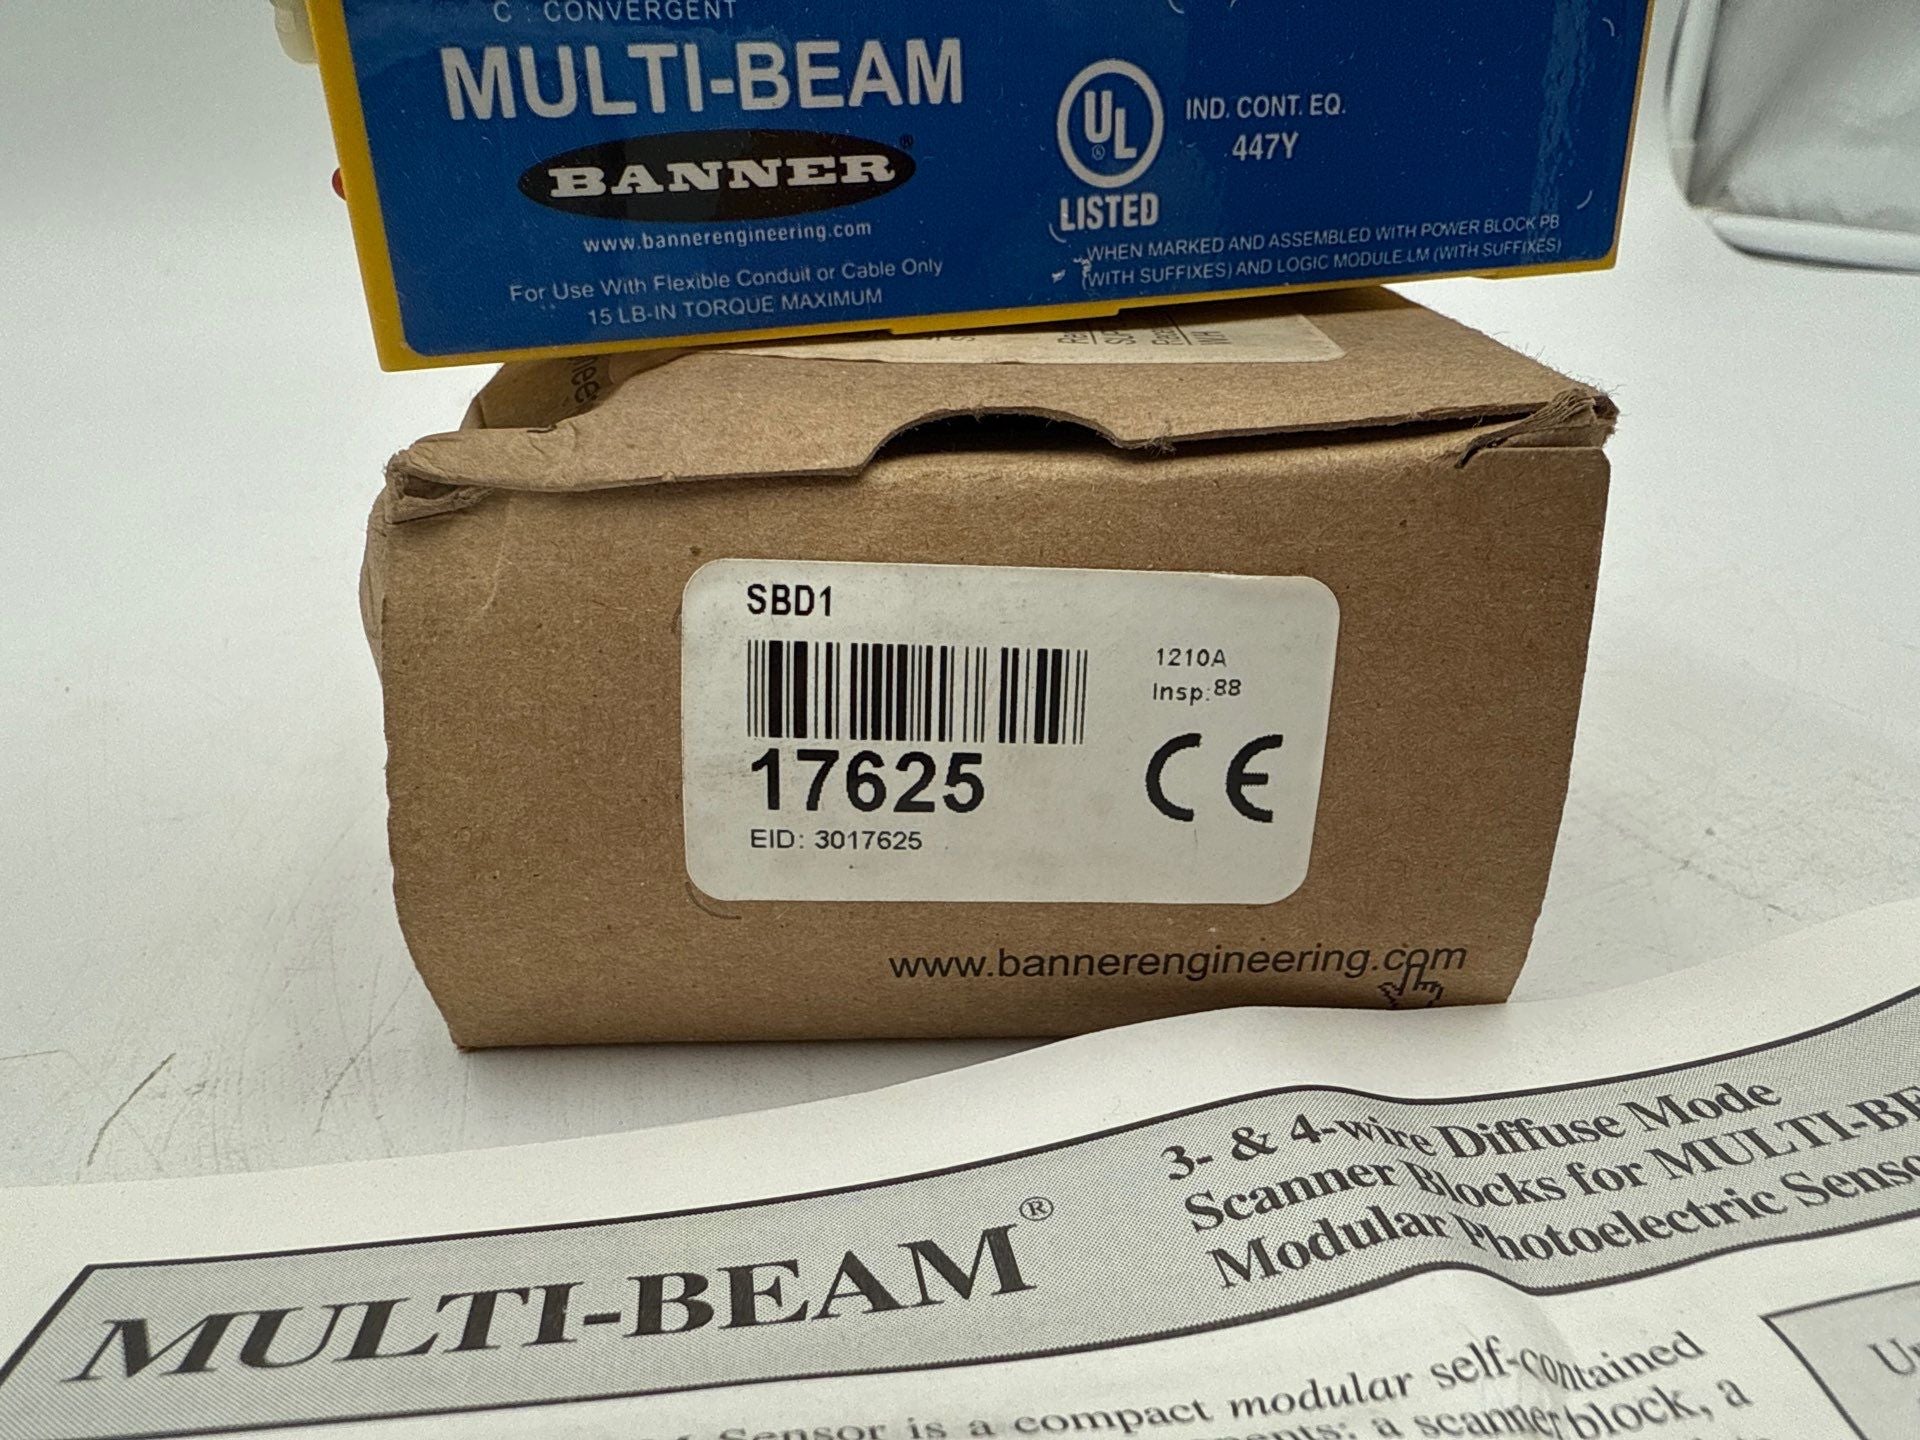 C : CONVERGENT
MULTI-BEAM
BANNER®
www.bannerengineering.com
For Use With Flexible Conduit or Cable Only
15 LB-IN TORQUE MAXIMUM
UL
LISTED
IND. CONT. EQ.
447Y
WHEN MARKED AND ASSEMBLED WITH POWER BLOCK PB
(WITH SUFFIXES) AND LOGIC MODULE LM (WITH SUFFIXES)
SBD1
1210A
Insp:88
17625
EID: 3017625
CE
www.bannerengineering.com
MULTI-BEAM®
3- & 4-wire Diffuse Mode
Scanner Blocks for MULTI-BE
Modular Photoelectric Senso
Sensor is a compact modular self-contained
a scanner block, a